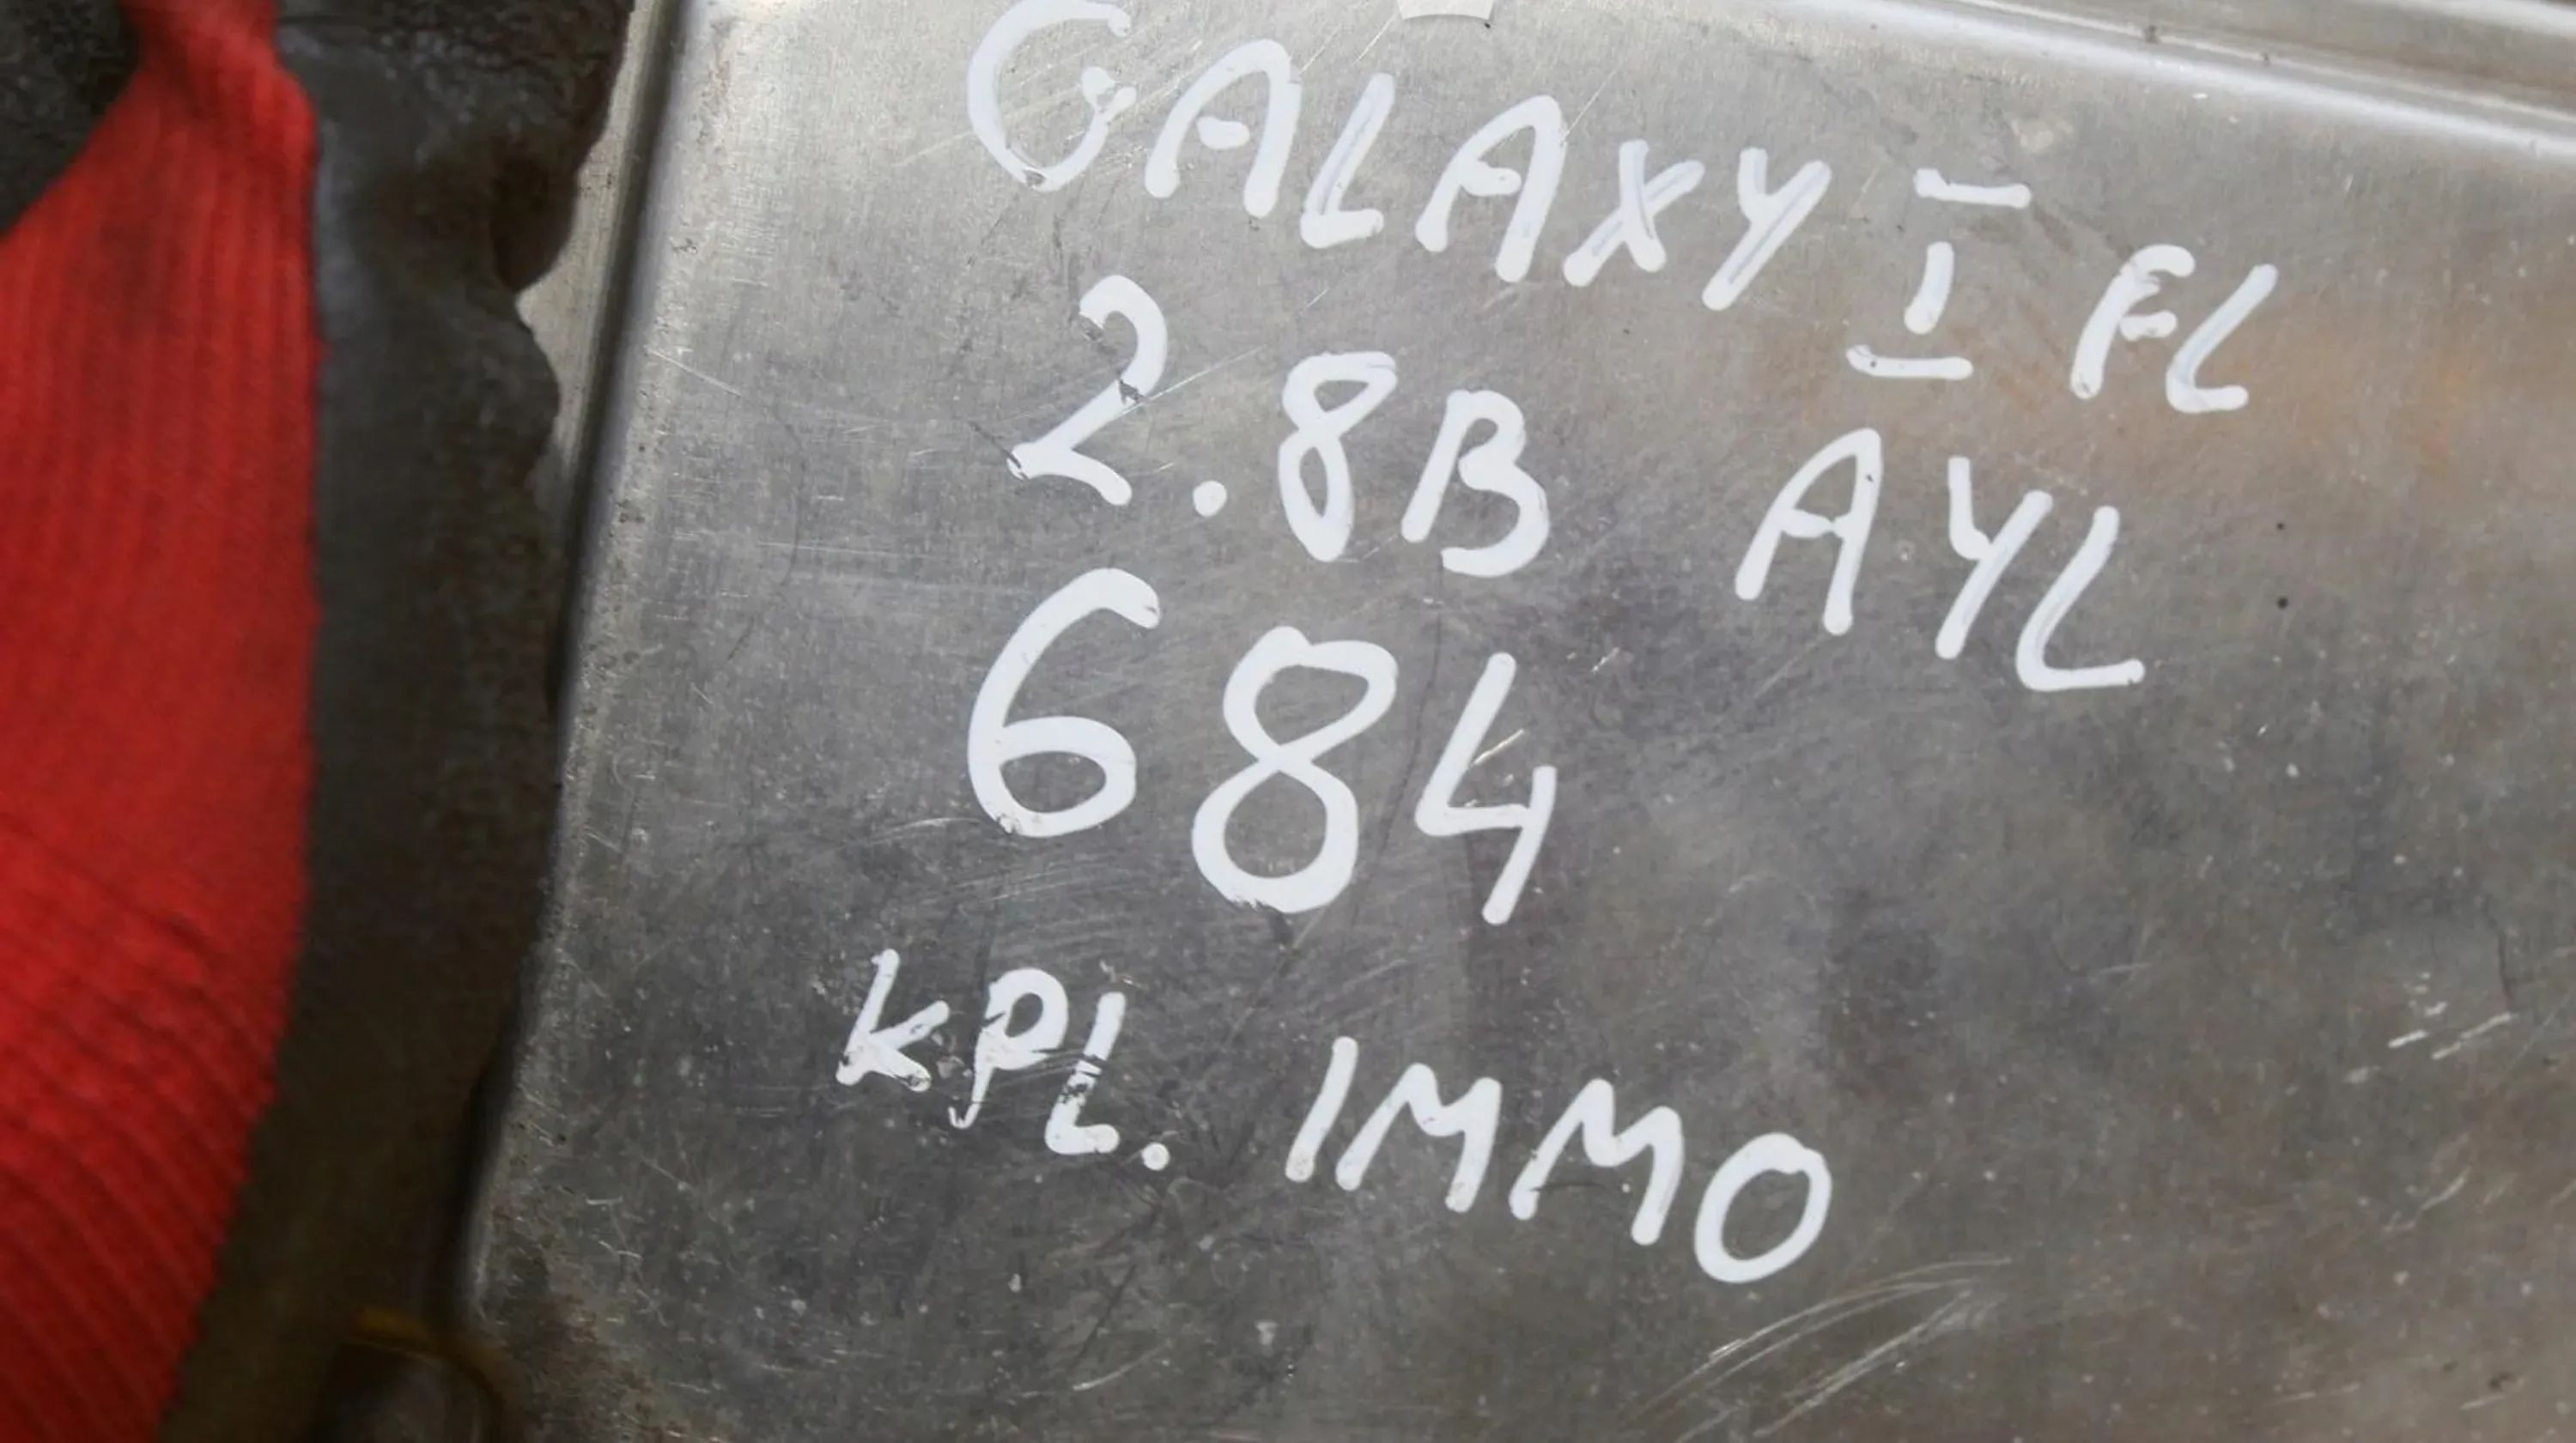 GALAXY I FL
2.8B AYL
684
KPL. IMMO